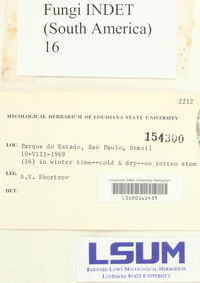 Fungi INDET
(South America)
16
2212
MYCOLOGICAL HERBARIUM OF LOUISIANA STATE UNIVERSITY
154300
LOC. Parque do Estado, Sao Paulo, Brazil
10-VIII-1969
(16) in winter time--cold & dry--on rotten stem
Louisiana State University Herbarium
LEG. B.V. Skortzov
DET.
LSUM
BERNARD LOWY MYCOLOGICAL HERBARIUM
LOUISIANA STATE UNIVERSITY